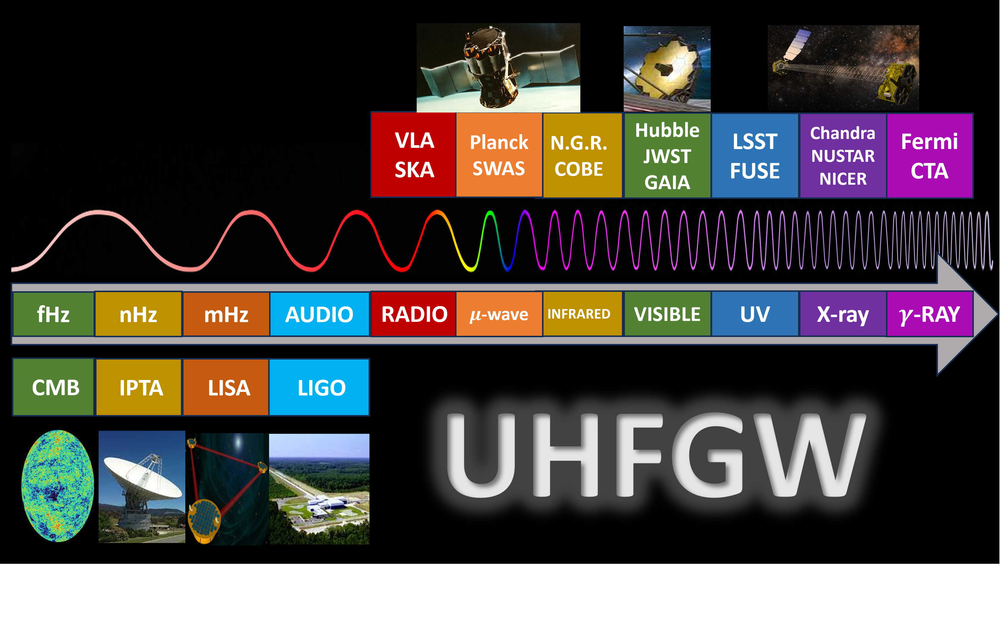 VLA
SKA
Planck
SWAS
N.G.R.
COBE
Hubble
JWST
GAIA
LSST
FUSE
Chandra
NUSTAR
NICER
Fermi
CTA
fHz
nHz
mHz
AUDIO
RADIO
μ-wave
INFRARED
VISIBLE
UV
X-ray
γ-RAY
CMB
IPTA
LISA
LIGO
UHFGW